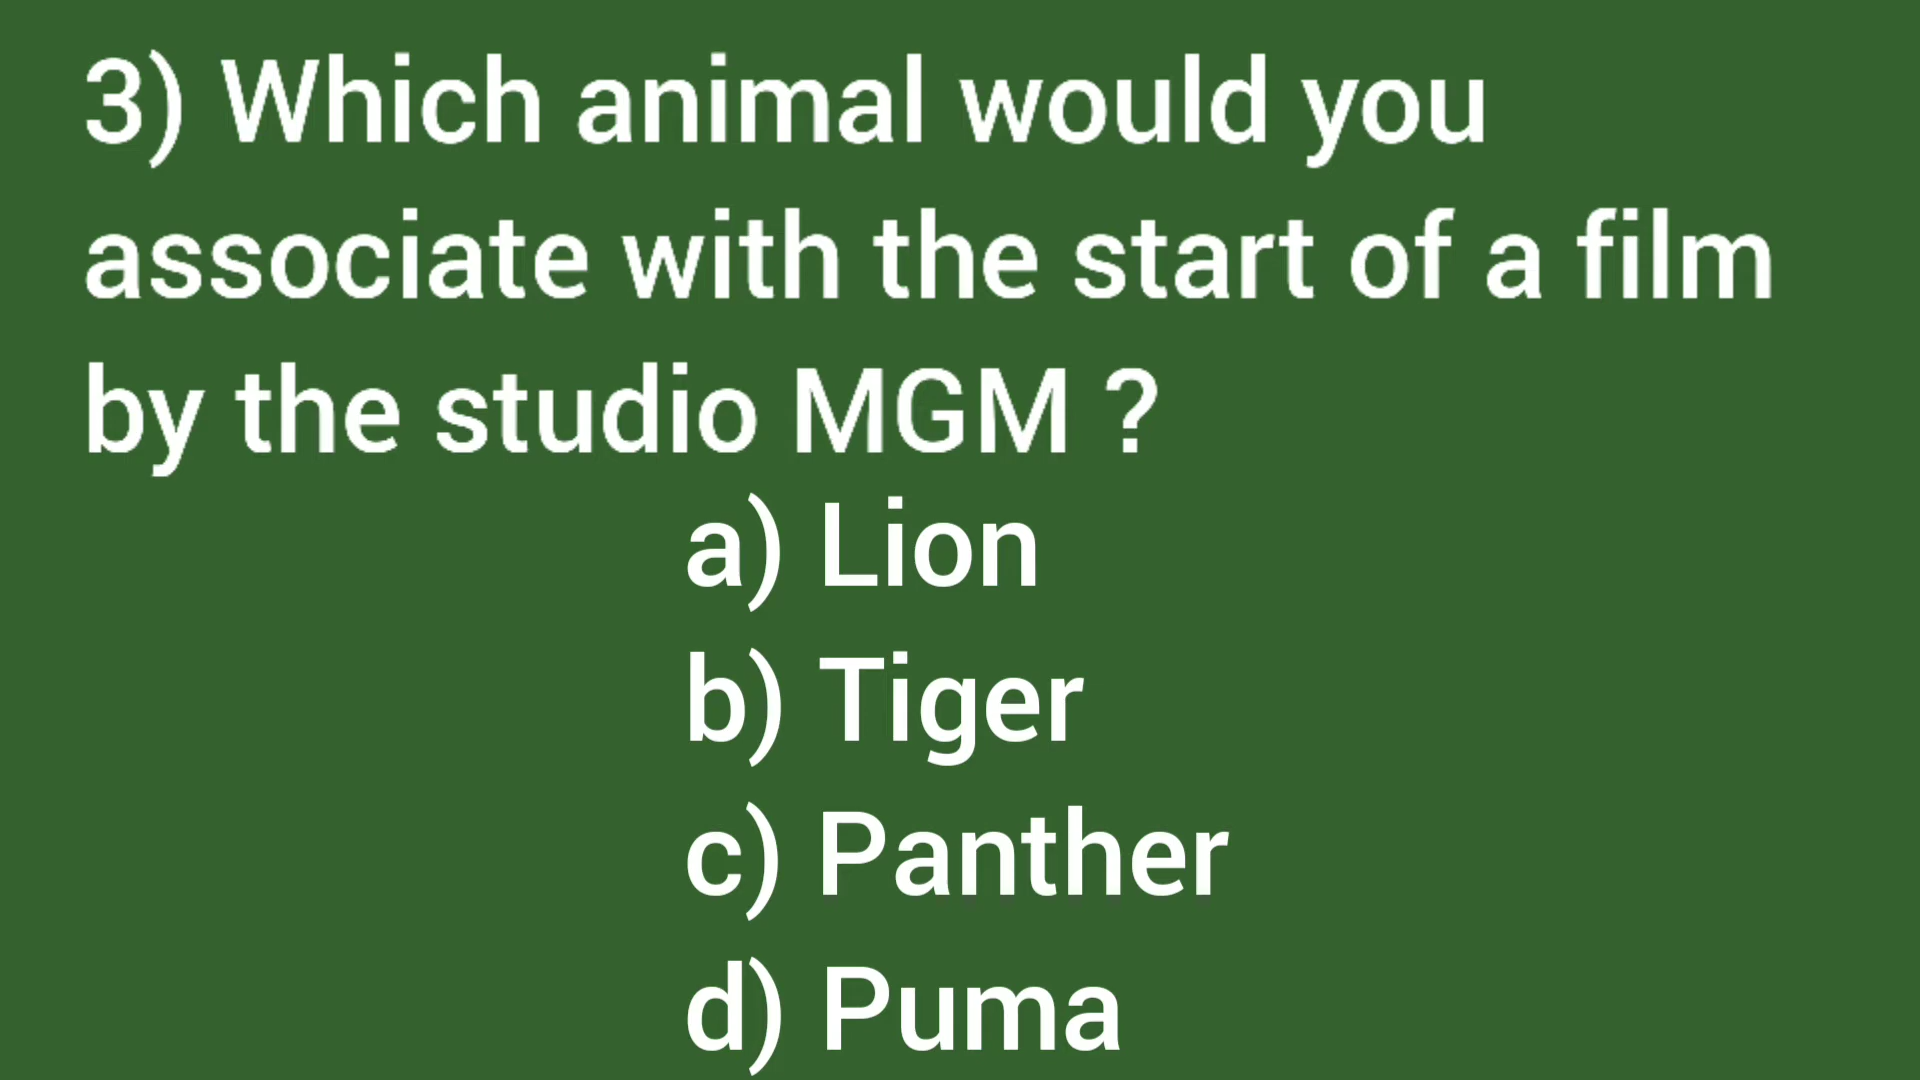 3) Which animal would you
associate with the start of a film
by the studio MGM ?
a) Lion
b) Tiger
c) Panther
d) Puma